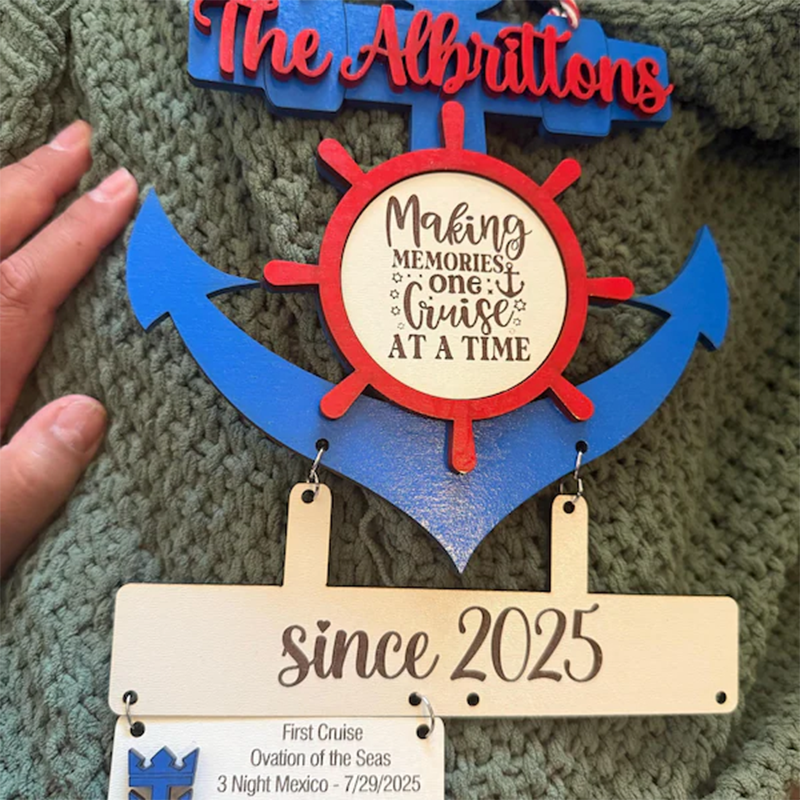 The Albrittons
Making
MEMORIES
one
Cruise
AT A TIME
since 2025
First Cruise
Ovation of the Seas
3 Night Mexico - 7/29/2025